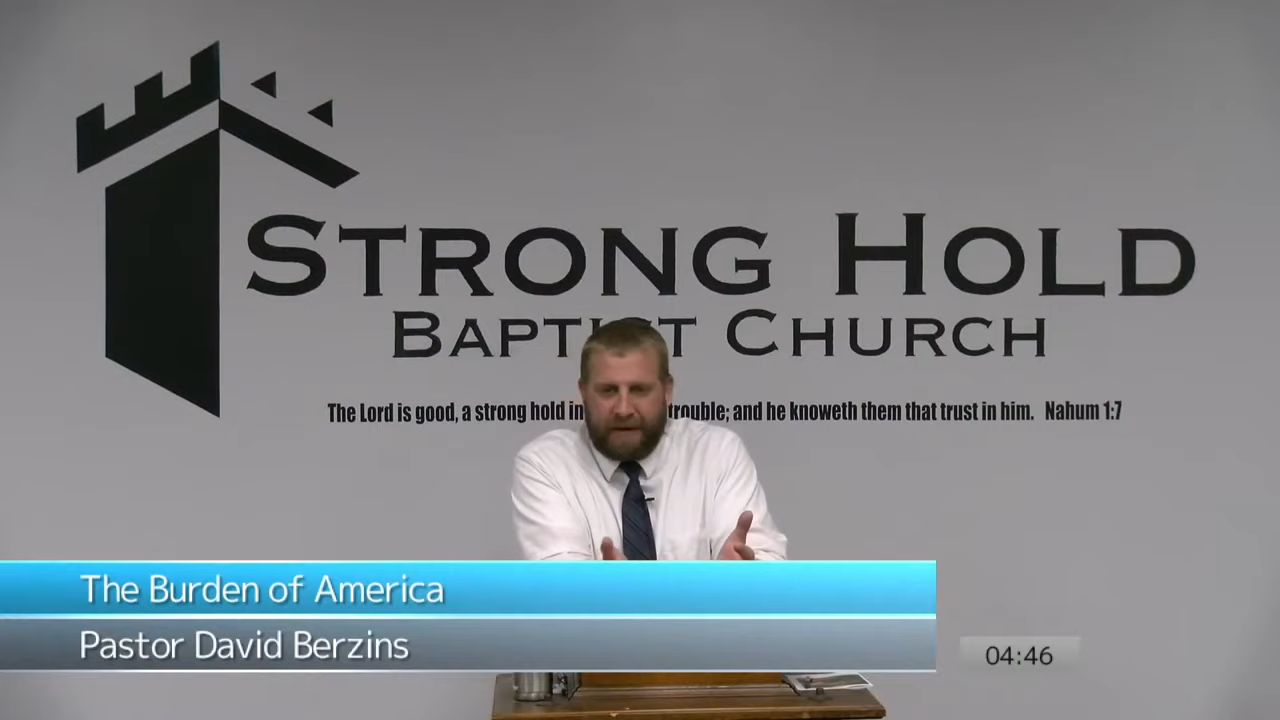 STRONG HOLD
BAPTIST CHURCH
The Lord is good, a strong hold in trouble; and he knoweth them that trust in him. Nahum 1:7
The Burden of America
Pastor David Berzins
04:46